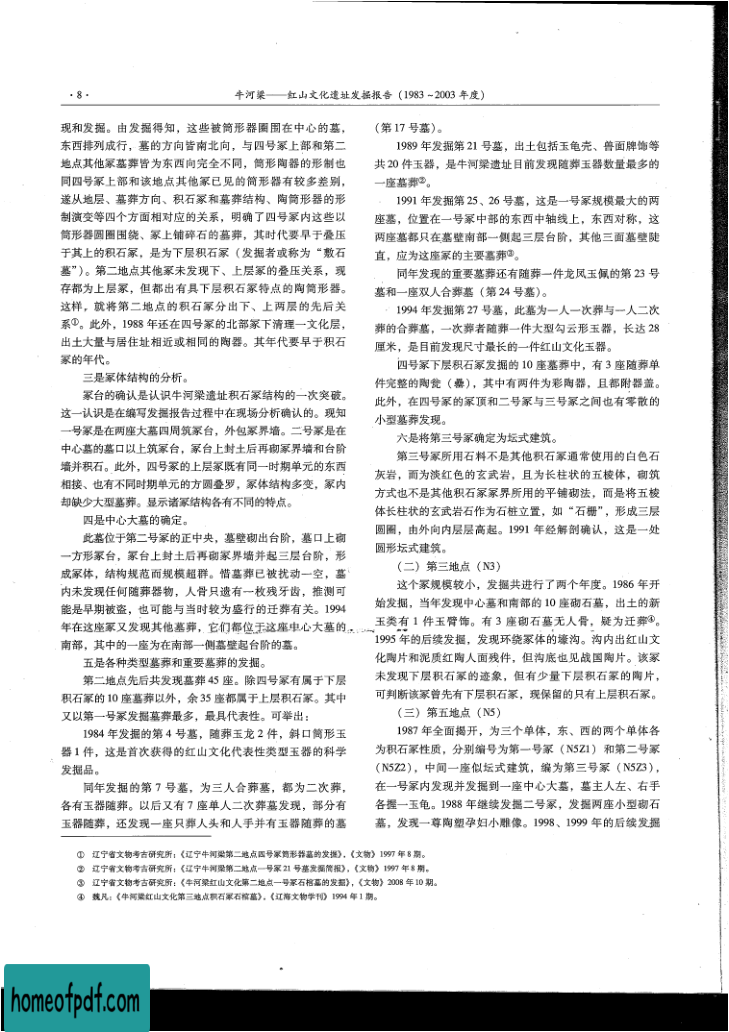 ·8·
牛河梁——红山文化遗址发掘报告（1983~2003年度）
现和发掘。由发掘得知，这些被筒形器圈围在中心的墓，
东西排列成行，墓的方向皆南北向，与四号冢上部和第二
地点其他冢墓葬皆为东西向完全不同，筒形陶器的形制也
同四号冢上部和该地点其他冢已见的筒形器有较多差别，
遂从地层、墓葬方向、积石冢和墓葬结构、陶筒形器的形
制演变等四个方面相对应的关系，明确了四号冢内这些以
筒形器圆圈围绕、冢上铺碎石的墓葬，其时代要早于叠压
于其上的积石冢，是为下层积石冢（发掘者或称为“敷石
墓”）。第二地点其他冢未发现下、上层冢的叠压关系，现
存都为上层冢，但都出有具下层积石冢特点的陶筒形器。
这样，就将第二地点的积石冢分出下、上两层的先后关
系①。此外，1988年还在四号冢的北部冢下清理一文化层，
出土大量与居住址相近或相同的陶器。其年代要早于积石
冢的年代。
三是冢体结构的分析。
冢台的确认是认识牛河梁遗址积石冢结构的一次突破。
这一认识是在编写发掘报告过程中在现场分析确认的。现知
一号冢是在两座大墓四周筑冢台，外包冢界墙。二号冢是在
中心墓的墓口以上筑冢台，冢台上封土后再砌冢界墙和台阶
墙并积石。此外，四号冢的上层冢既有同一时期单元的东西
相接、也有不同时期单元的方圆叠罗，冢体结构多变，冢内
却缺少大型墓葬。显示诸冢结构各有不同的特点。
四是中心大墓的确定。
此墓位于第二号冢的正中央，墓壁砌出台阶，墓口上砌
一方形冢台，冢台上封土后再砌冢界墙并起三层台阶，形
成冢体，结构规范而规模超群。惜墓葬已被扰动一空，墓
内未发现任何随葬器物，人骨只遗有一枚残牙齿，推测可
能是早期被盗，也可能与当时较为盛行的迁葬有关。1994
年在这座冢又发现其他墓葬，它们都位于这座中心大墓的
南部，其中的一座为在南部一侧墓壁起台阶的墓。
五是各种类型墓葬和重要墓葬的发掘。
第二地点先后共发现墓葬45座。除四号冢有属于下层
积石冢的10座墓葬以外，余35座都属于上层积石冢。其中
又以第一号冢发掘墓葬最多，最具代表性。可举出：
1984年发掘的第4号墓，随葬玉龙2件，斜口筒形玉
器1件，这是首次获得的红山文化代表性类型玉器的科学
发掘品。
同年发掘的第7号墓，为三人合葬墓，都为二次葬，
各有玉器随葬。以后又有7座单人二次葬墓发现，部分有
玉器随葬，还发现一座只葬人头和人手并有玉器随葬的墓
（第17号墓）。
1989年发掘第21号墓，出土包括玉龟壳、兽面牌饰等
共20件玉器，是牛河梁遗址目前发现随葬玉器数量最多的
一座墓葬②。
1991年发掘第25、26号墓，这是一号冢规模最大的两
座墓，位置在一号冢中部的东西中轴线上，东西对称，这
两座墓都只在墓壁南部一侧起三层台阶，其他三面墓壁陡
直，应为这座冢的主要墓葬③。
同年发现的重要墓葬还有随葬一件龙凤玉佩的第23号
墓和一座双人合葬墓（第24号墓）。
1994年发掘第27号墓，此墓为一人一次葬与一人二次
葬的合葬墓，一次葬者随葬一件大型勾云形玉器，长达28
厘米，是目前发现尺寸最长的一件红山文化玉器。
四号冢下层积石冢发掘的10座墓葬中，有3座随葬单
件完整的陶瓮（罍），其中有两件为彩陶器，且都附器盖。
此外，在四号冢的冢顶和二号冢与三号冢之间也有零散的
小型墓葬发现。
六是将第三号冢确定为坛式建筑。
第三号冢所用石料不是其他积石冢通常使用的白色石
灰岩，而为淡红色的玄武岩，且为长柱状的五棱体，砌筑
方式也不是其他积石冢冢界所用的平铺砌法，而是将五棱
体长柱状的玄武岩石作为石桩立置，如“石栅”，形成三层
圆圈，由外向内层层高起。1991年经解剖确认，这是一处
圆形坛式建筑。
（二）第三地点（N3）
这个冢规模较小，发掘共进行了两个年度。1986年开
始发掘，当年发现中心墓和南部的10座砌石墓，出土的新
玉类有1件玉臂饰。有3座砌石墓无人骨，疑为迁葬④。
1995年的后续发掘，发现环绕冢体的壕沟。沟内出红山文
化陶片和泥质红陶人面残件，但沟底也见战国陶片。该冢
未发现下层积石冢的迹象，但有少量下层积石冢的陶片，
可判断该冢曾先有下层积石冢，现保留的只有上层积石冢。
（三）第五地点（N5）
1987年全面揭开，为三个单体，东、西的两个单体各
为积石冢性质，分别编号为第一号冢（N5Z1）和第二号冢
（N5Z2），中间一座似坛式建筑，编为第三号冢（N5Z3），
在一号冢内发现并发掘到一座中心大墓，墓主人左、右手
各握一玉龟。1988年继续发掘二号冢，发掘两座小型砌石
墓，发现一尊陶塑孕妇小雕像。1998、1999年的后续发掘
① 辽宁省文物考古研究所：《辽宁牛河梁第二地点四号冢筒形器墓的发掘》，《文物》1997年8期。
② 辽宁省文物考古研究所：《辽宁牛河梁第二地点一号冢21号墓发掘简报》，《文物》1997年8期。
③ 辽宁省文物考古研究所：《牛河梁红山文化第二地点一号冢石棺墓的发掘》，《文物》2008年10期。
④ 魏凡：《牛河梁红山文化第三地点积石冢石棺墓》，《辽海文物学刊》1994年1期。
homeofpdf.com